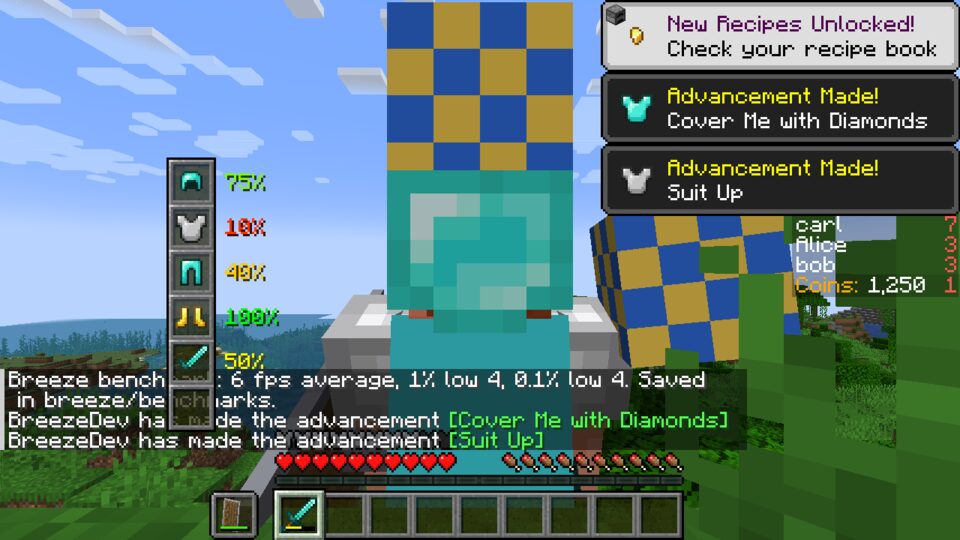 New Recipes Unlocked!
Check your recipe book
Advancement Made!
Cover Me with Diamonds
Advancement Made!
Suit Up
carl 7
Alice 3
bob 3
Coins: 1,250 1
75%
10%
40%
100%
50%
Breeze : 6 fps average, 1% low 4, 0.1% low 4. Saved
in
BreezeDev made the advancement [Cover Me with Diamonds]
BreezeDev has made the advancement [Suit Up]